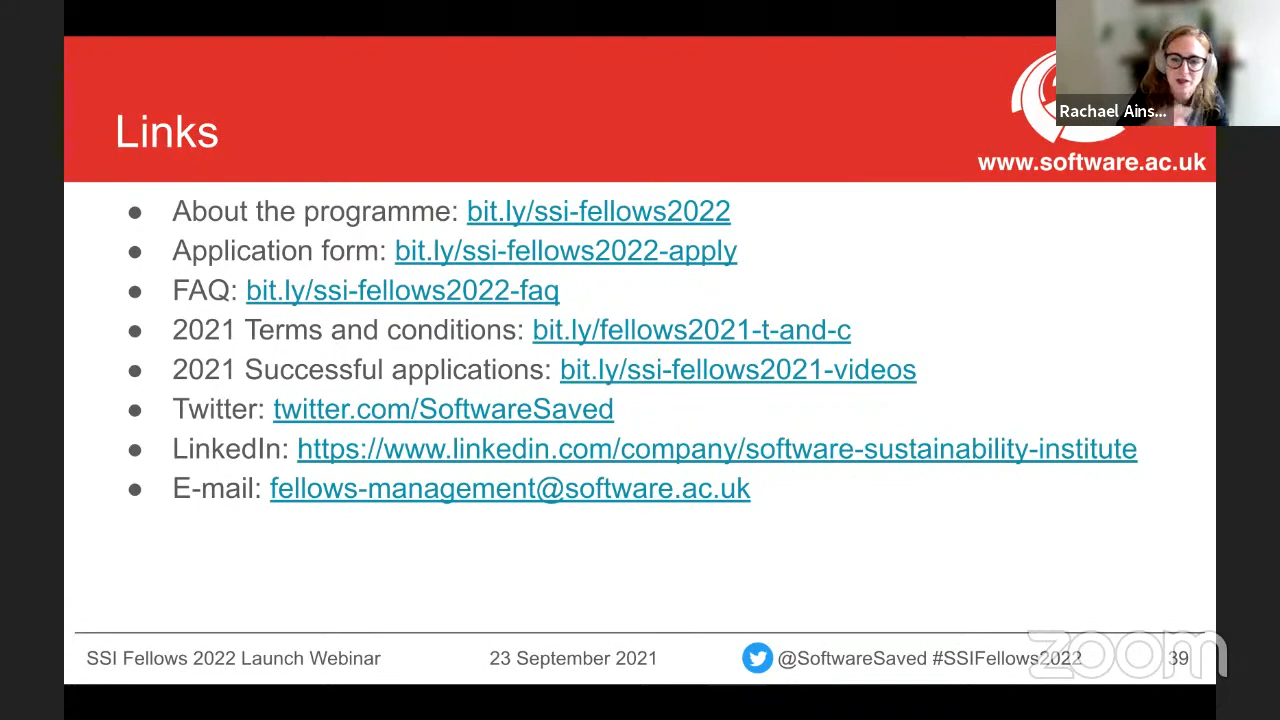 Rachael Ains...
Links
www.software.ac.uk
● About the programme: bit.ly/ssi-fellows2022
● Application form: bit.ly/ssi-fellows2022-apply
● FAQ: bit.ly/ssi-fellows2022-faq
● 2021 Terms and conditions: bit.ly/fellows2021-t-and-c
● 2021 Successful applications: bit.ly/ssi-fellows2021-videos
● Twitter: twitter.com/SoftwareSaved
● LinkedIn: https://www.linkedin.com/company/software-sustainability-institute
● E-mail: fellows-management@software.ac.uk
SSI Fellows 2022 Launch Webinar 23 September 2021 @SoftwareSaved #SSIFellows2022 39
zoom